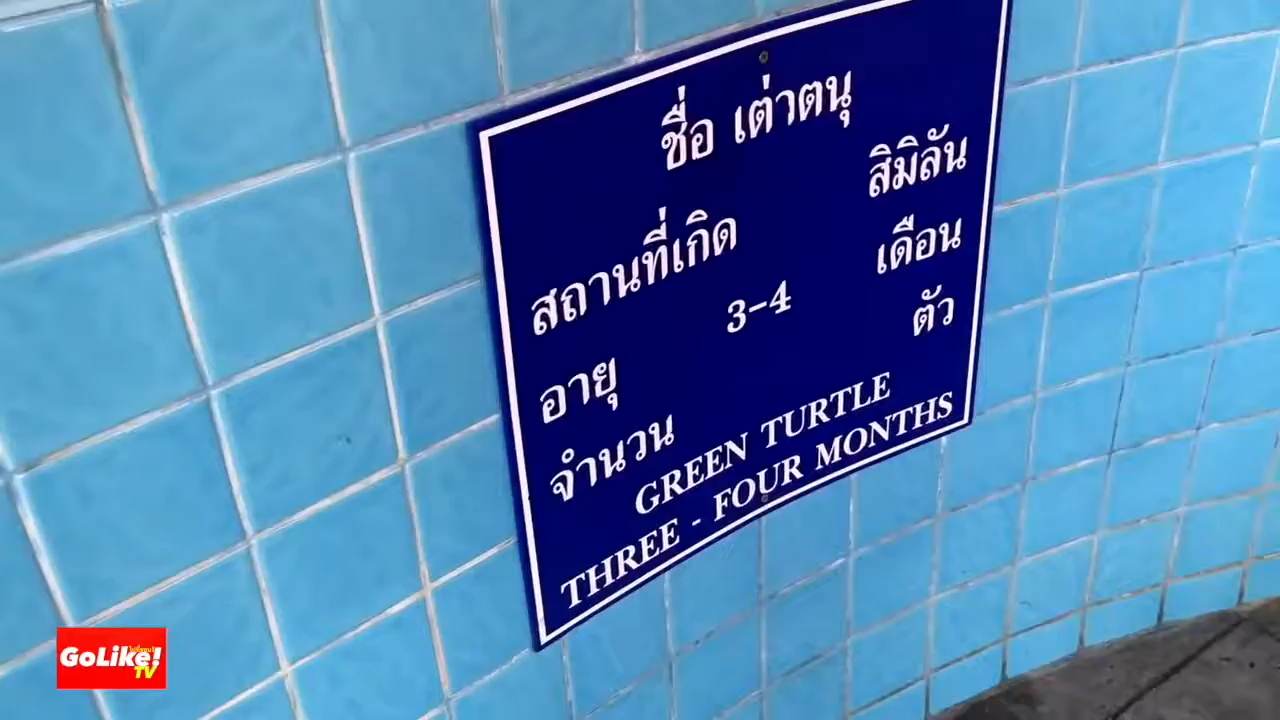 ชื่อ เต่าตนุ
สถานที่เกิด สิมิลัน
อายุ 3-4 เดือน
จำนวน ตัว
GREEN TURTLE
THREE - FOUR MONTHS
GoLike!
TV